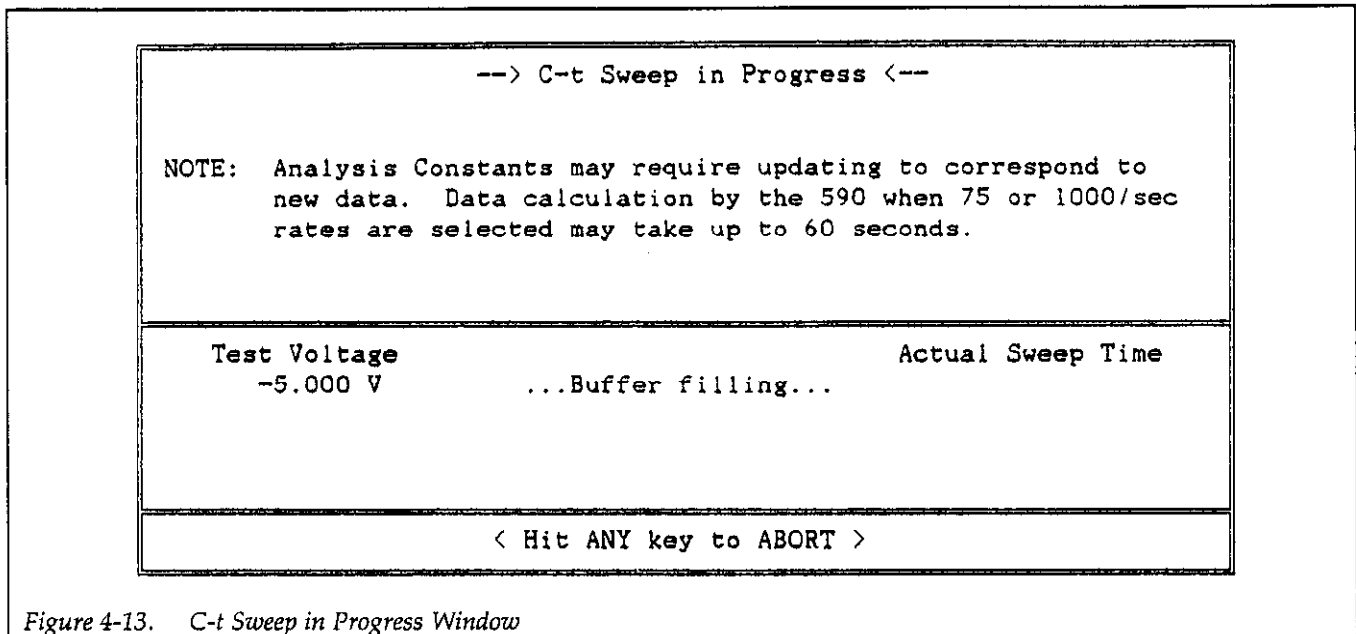 --> C-t Sweep in Progress <--
NOTE: Analysis Constants may require updating to correspond to
new data. Data calculation by the 590 when 75 or 1000/sec
rates are selected may take up to 60 seconds.
Test Voltage Actual Sweep Time
-5.000 V ...Buffer filling...
< Hit ANY key to ABORT >
Figure 4-13. C-t Sweep in Progress Window